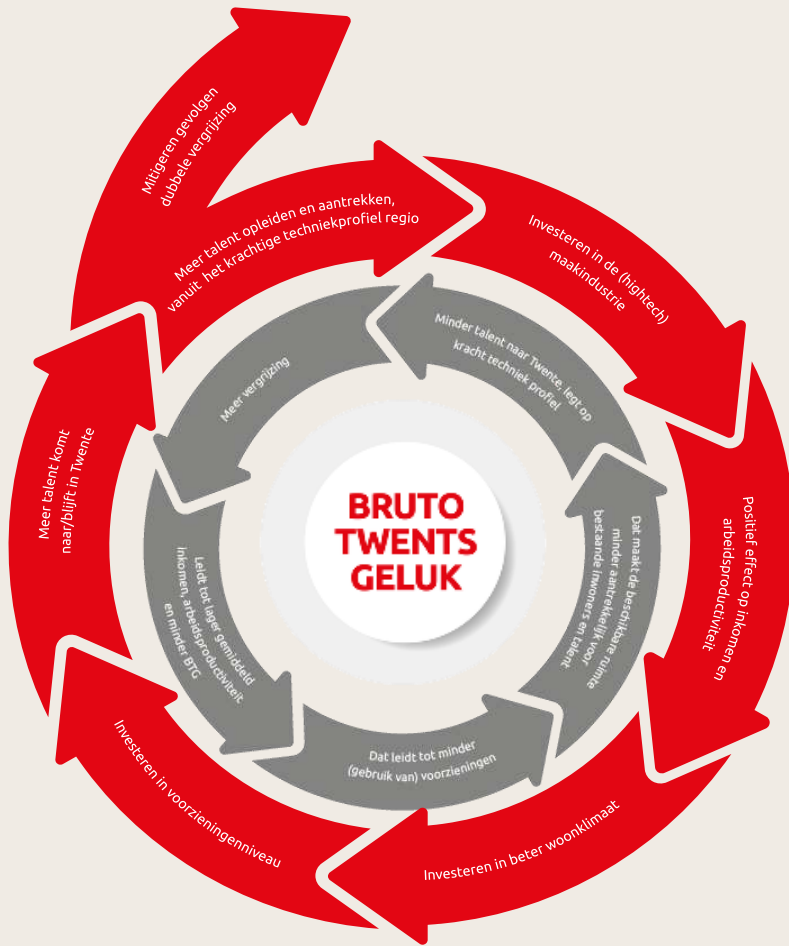 Mitigeren gevolgen
dubbele vergrijzing
Meer talent opleiden en aantrekken,
vanuit het krachtige techniekprofiel regio
Investeren in de (hightech)
maakindustrie
Positief effect op inkomen en
arbeidsproductiviteit
Investeren in beter woonklimaat
Investeren in voorzieningenniveau
Meer talent komt
naar/blijft in Twente
Minder talent naar Twente, legt op
kracht techniek profiel
Meer vergrijzing
Leidt tot lager gemiddeld
inkomen, arbeidsproductiviteit
en minder BTG
Dat leidt tot minder
(gebruik van) voorzieningen
Dat maakt de beschikbare ruimte
minder aantrekkelijk voor
bestaande inwoners en talent
BRUTO
TWENTS
GELUK